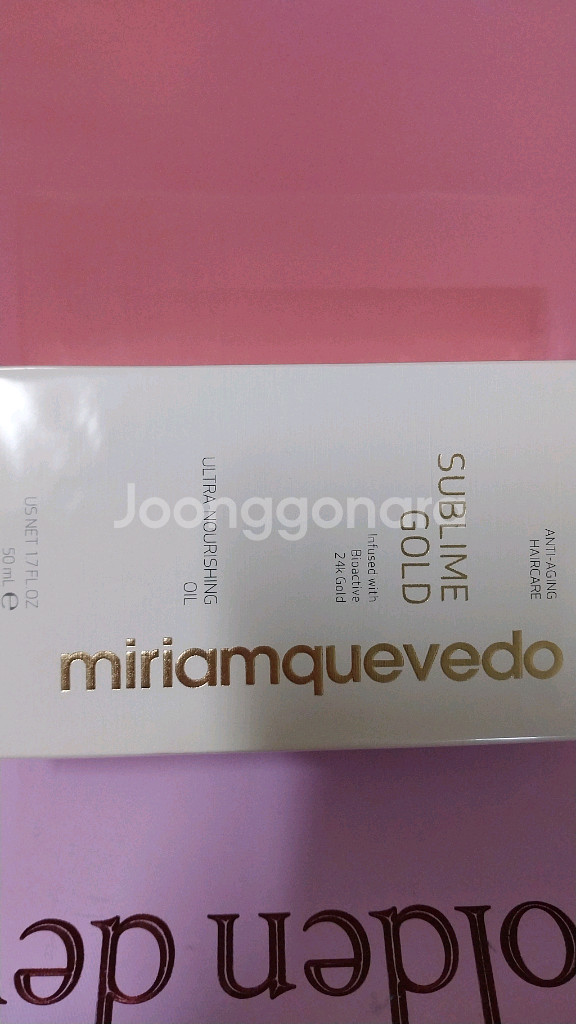 ANTI-AGING
HAIRCARE
SUBLIME
GOLD
Infused with
Bioactive
24k Gold
ULTRA NOURISHING
OIL
US NET 1.7 FL OZ
50 mL e
miriamquevedo
Joonggonara
olden de